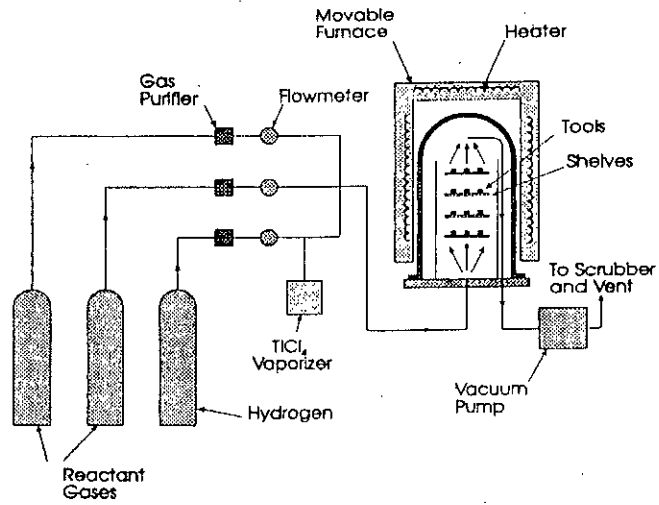 Movable
Furnace
Heater
Gas
Purifier
Flowmeter
Tools
Shelves
To Scrubber
and Vent
TiCl4
Vaporizer
Vacuum
Pump
Hydrogen
Reactant
Gases